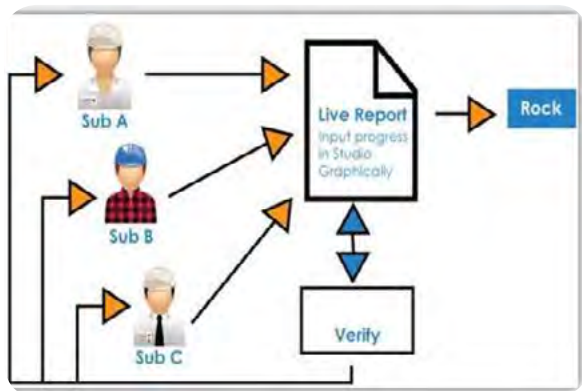 Sub A
Sub B
Sub C
Live Report
Input progress
in Studio
Graphically
Rock
Verify